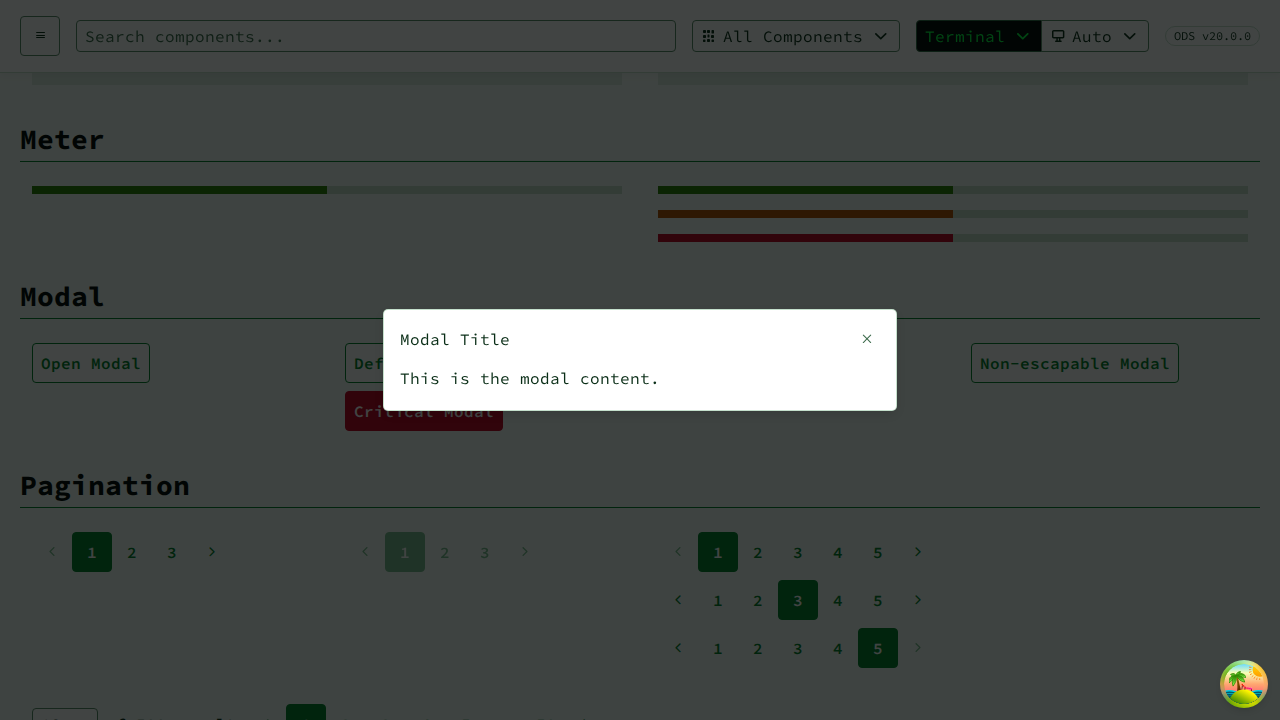 Search components...
All Components
Terminal
Auto
ODS v20.0.0
Meter
Modal
Modal Title
This is the modal content.
Open Modal
Non-escapable Modal
Critical Modal
Pagination
1 2 3
1 2 3
1 2 3 4 5
1 2 3 4 5
1 2 3 4 5